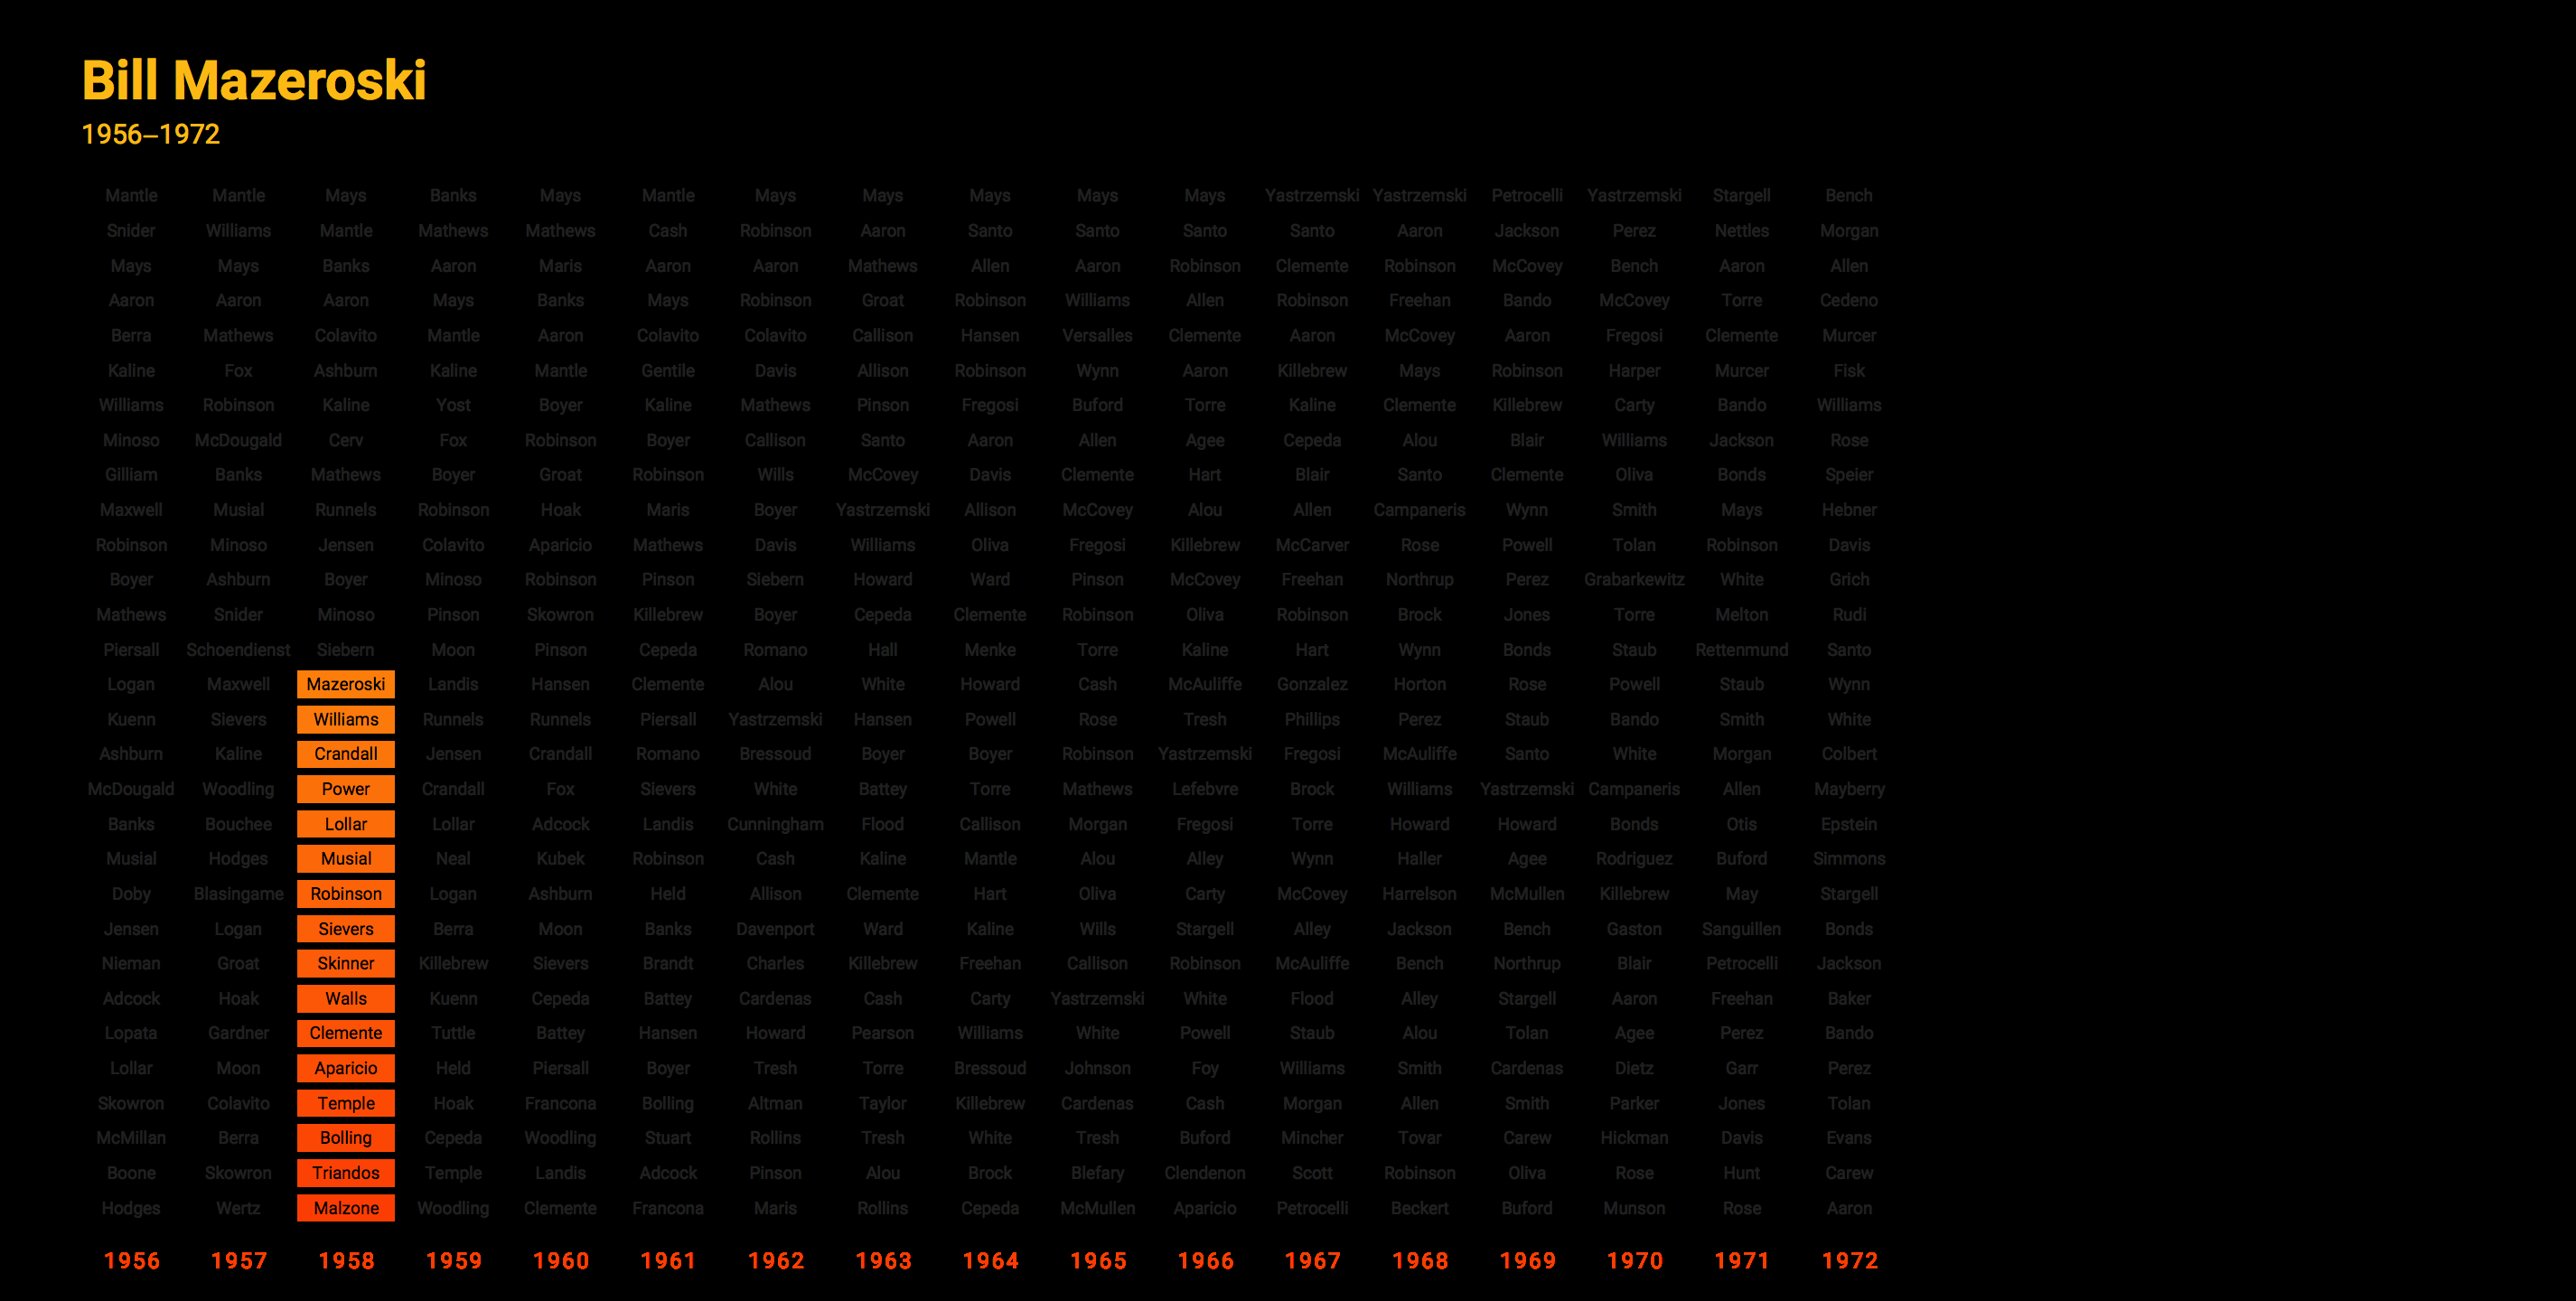 Bill Mazeroski
1956–1972
Mantle Mantle Mays Banks Mays Mantle Mays Mays Mays Mays Mays Yastrzemski Yastrzemski Petrocelli Yastrzemski Stargell Bench
Snider Williams Mantle Mathews Mathews Cash Robinson Aaron Santo Santo Santo Santo Aaron Jackson Perez Nettles Morgan
Mays Mays Banks Aaron Maris Aaron Aaron Mathews Allen Aaron Robinson Clemente Robinson McCovey Bench Aaron Allen
Aaron Aaron Aaron Mays Banks Mays Robinson Groat Robinson Williams Allen Robinson Freehan Bando McCovey Torre Cedeno
Berra Mathews Colavito Mantle Aaron Colavito Colavito Callison Hansen Versalles Clemente Aaron McCovey Aaron Fregosi Clemente Murcer
Kaline Fox Ashburn Kaline Mantle Gentile Davis Allison Robinson Wynn Aaron Killebrew Mays Robinson Harper Murcer Fisk
Williams Robinson Kaline Yost Boyer Kaline Mathews Pinson Fregosi Buford Torre Kaline Clemente Killebrew Carty Bando Williams
Minoso McDougald Cerv Fox Robinson Boyer Callison Santo Aaron Allen Agee Cepeda Alou Blair Williams Jackson Rose
Gilliam Banks Mathews Boyer Groat Robinson Wills McCovey Davis Clemente Hart Blair Santo Clemente Oliva Bonds Speier
Maxwell Musial Runnels Robinson Hoak Maris Boyer Yastrzemski Allison McCovey Alou Allen Campaneris Wynn Smith Mays Hebner
Robinson Minoso Jensen Colavito Aparicio Mathews Davis Williams Oliva Fregosi Killebrew McCarver Rose Powell Tolan Robinson Davis
Boyer Ashburn Boyer Minoso Robinson Pinson Siebern Howard Ward Pinson McCovey Freehan Northrup Perez Grabarkewitz White Grich
Mathews Snider Minoso Pinson Skowron Killebrew Boyer Cepeda Clemente Robinson Oliva Robinson Brock Jones Torre Melton Rudi
Piersall Schoendienst Siebern Moon Pinson Cepeda Romano Hall Menke Torre Kaline Hart Wynn Bonds Staub Rettenmund Santo
Logan Maxwell Mazeroski Landis Hansen Clemente Alou White Howard Cash McAuliffe Gonzalez Horton Rose Powell Staub Wynn
Kuenn Sievers Williams Runnels Runnels Piersall Yastrzemski Hansen Powell Rose Tresh Phillips Perez Staub Bando Smith White
Ashburn Kaline Crandall Jensen Crandall Romano Bressoud Boyer Boyer Robinson Yastrzemski Fregosi McAuliffe Santo White Morgan Colbert
McDougald Woodling Power Crandall Fox Sievers White Battey Torre Mathews Lefebvre Brock Williams Yastrzemski Campaneris Allen Mayberry
Banks Bouchee Lollar Lollar Adcock Landis Cunningham Flood Callison Morgan Fregosi Torre Howard Howard Bonds Otis Epstein
Musial Hodges Musial Neal Kubek Robinson Cash Kaline Mantle Alou Alley Wynn Haller Agee Rodriguez Buford Simmons
Doby Blasingame Robinson Logan Ashburn Held Allison Clemente Hart Oliva Carty McCovey Harrelson McMullen Killebrew May Stargell
Jensen Logan Sievers Berra Moon Banks Davenport Ward Kaline Wills Stargell Alley Jackson Bench Gaston Sanguillen Bonds
Nieman Groat Skinner Killebrew Sievers Brandt Charles Killebrew Freehan Callison Robinson McAuliffe Bench Northrup Blair Petrocelli Jackson
Adcock Hoak Walls Kuenn Cepeda Battey Cardenas Cash Carty Yastrzemski White Flood Alley Stargell Aaron Freehan Baker
Lopata Gardner Clemente Tuttle Battey Hansen Howard Pearson Williams White Powell Staub Alou Tolan Agee Perez Bando
Lollar Moon Aparicio Held Piersall Boyer Tresh Torre Bressoud Johnson Foy Williams Smith Cardenas Dietz Garr Perez
Skowron Colavito Temple Hoak Francona Bolling Altman Taylor Killebrew Cardenas Cash Morgan Allen Smith Parker Jones Tolan
McMillan Berra Bolling Cepeda Woodling Stuart Rollins Tresh White Tresh Buford Mincher Tovar Carew Hickman Davis Evans
Boone Skowron Triandos Temple Landis Adcock Pinson Alou Brock Blefary Clendenon Scott Robinson Oliva Rose Hunt Carew
Hodges Wertz Malzone Woodling Clemente Francona Maris Rollins Cepeda McMullen Aparicio Petrocelli Beckert Buford Munson Rose Aaron
1956 1957 1958 1959 1960 1961 1962 1963 1964 1965 1966 1967 1968 1969 1970 1971 1972